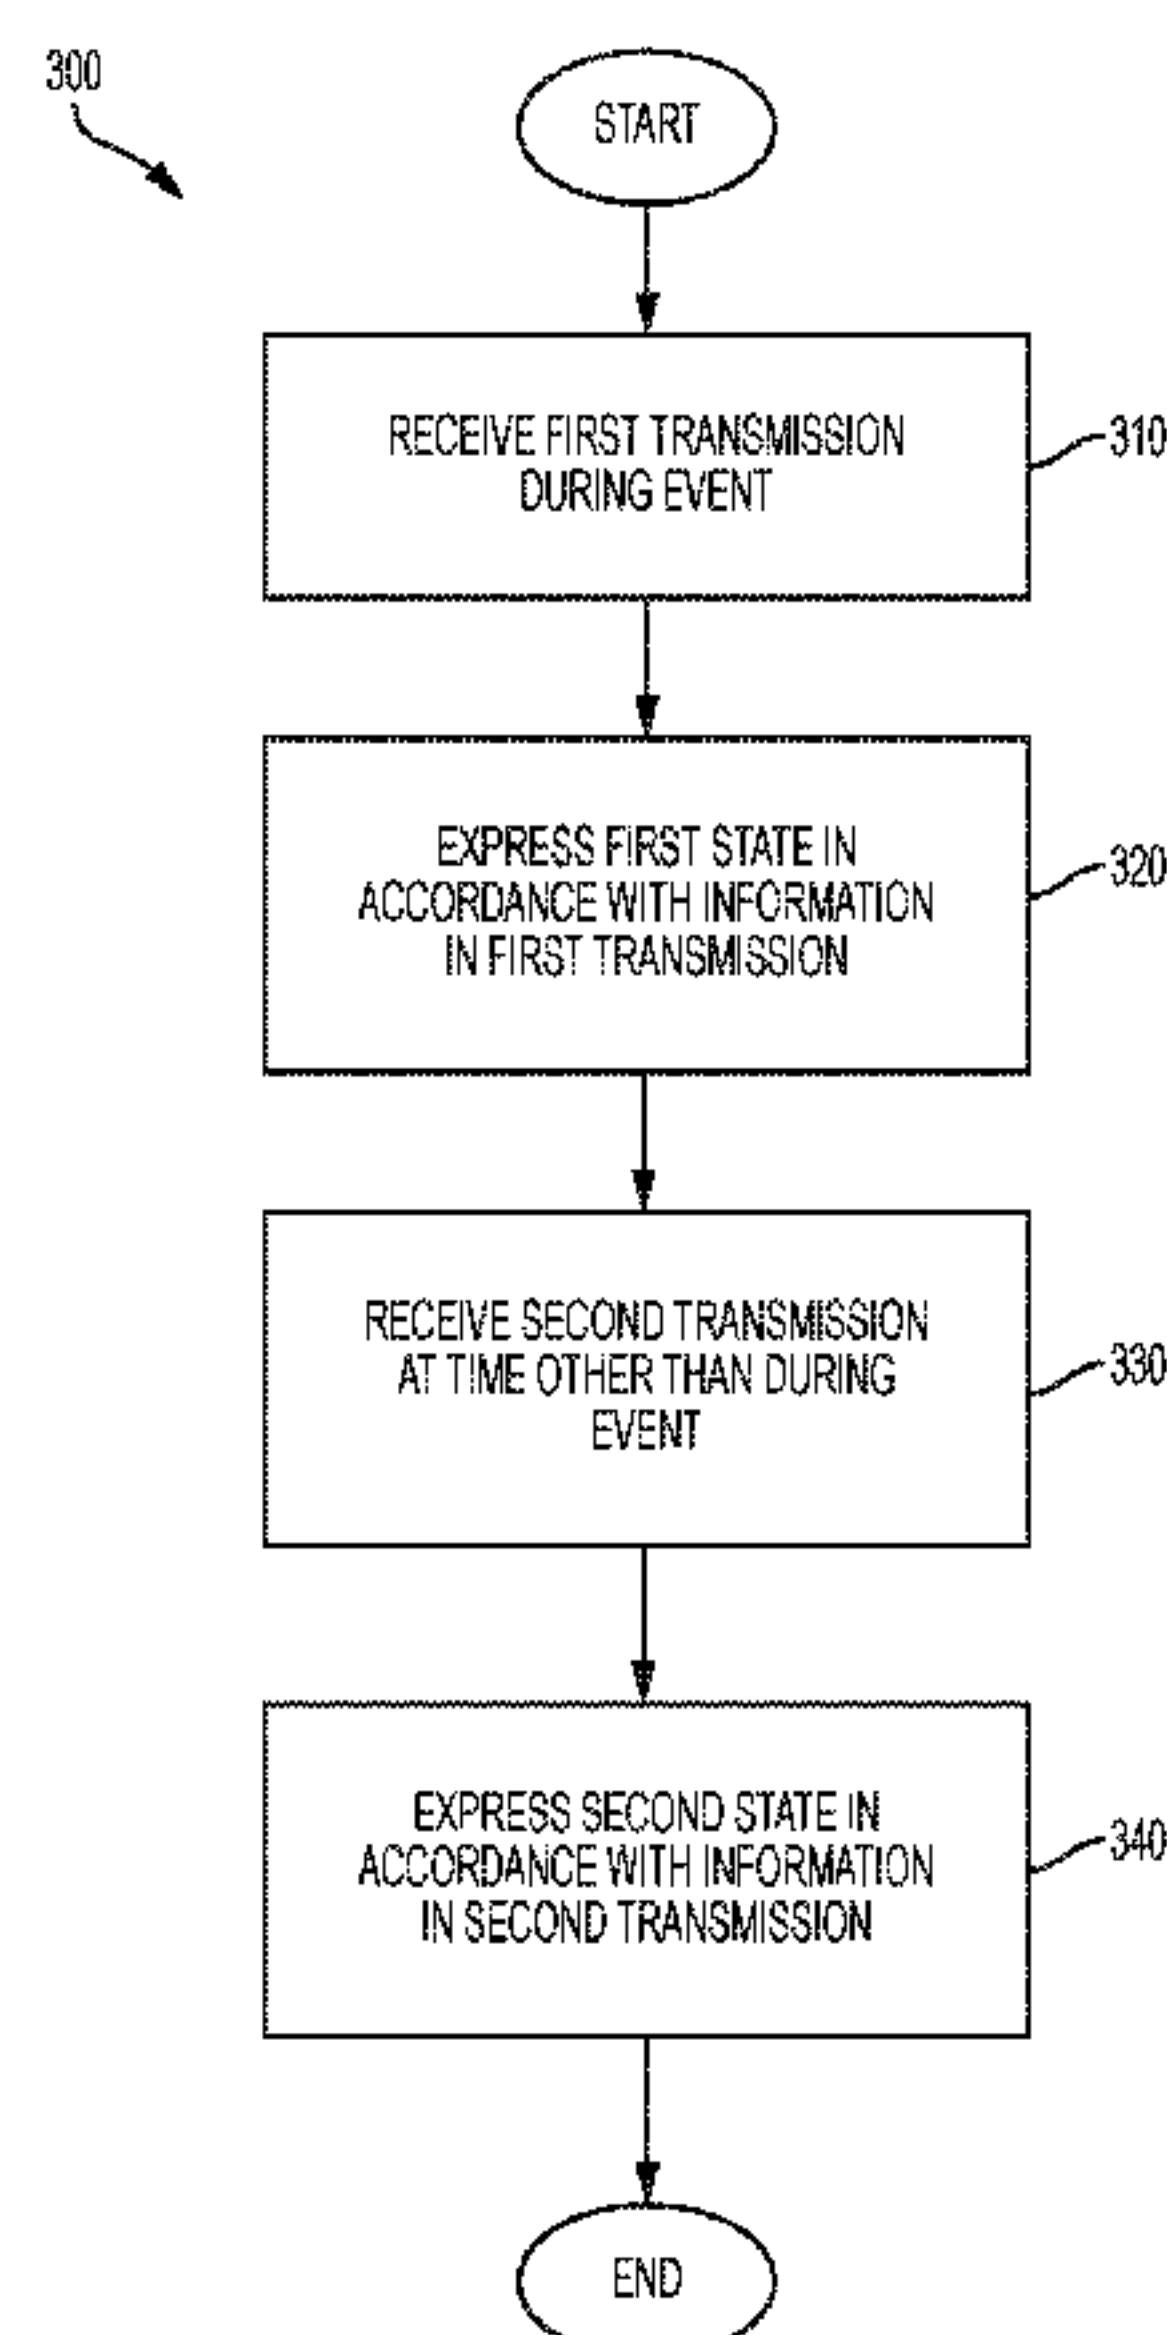 300
START
RECEIVE FIRST TRANSMISSION
DURING EVENT
310
EXPRESS FIRST STATE IN
ACCORDANCE WITH INFORMATION
IN FIRST TRANSMISSION
320
RECEIVE SECOND TRANSMISSION
AT TIME OTHER THAN DURING
EVENT
330
EXPRESS SECOND STATE IN
ACCORDANCE WITH INFORMATION
IN SECOND TRANSMISSION
340
END